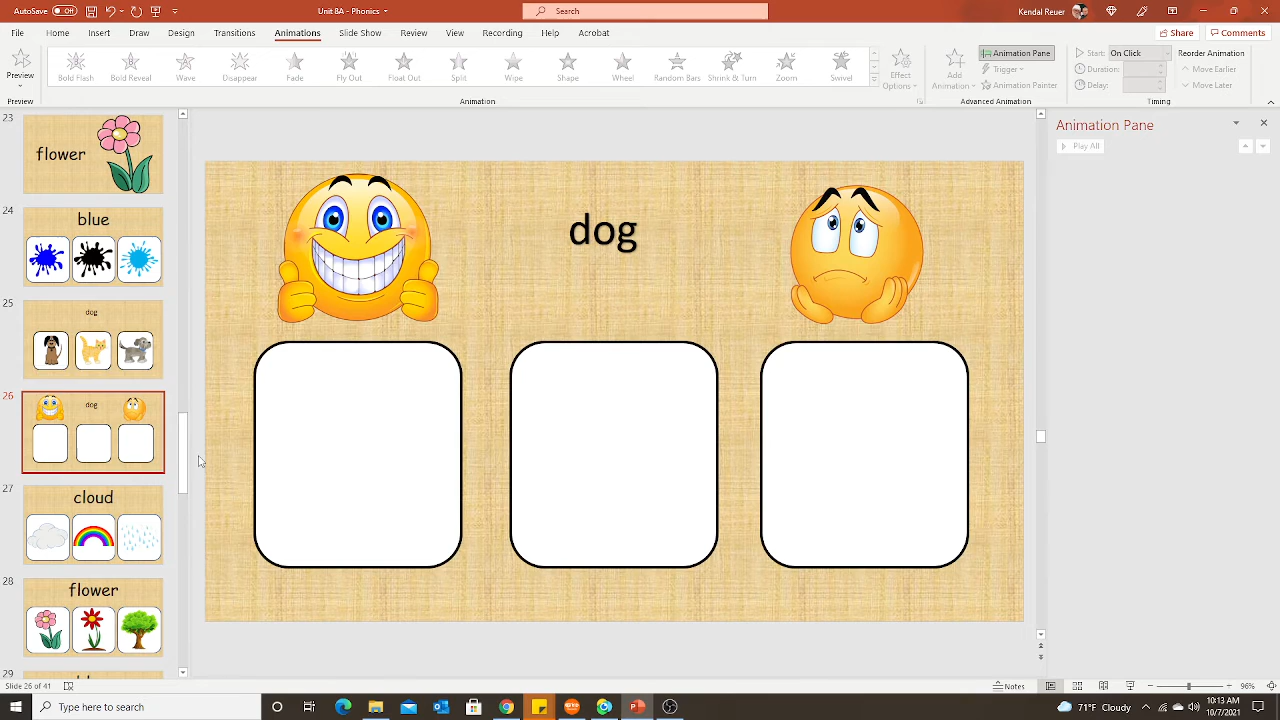 AutoSave Off Unit 8A - Phonics Search Kendal Reuer
File Home Insert Draw Design Transitions Animations Slide Show Review View Recording Help Acrobat Share Comments
Preview Bold Flash Bold Reveal Wave Disappear Fade Fly Out Float Out Split Wipe Shape Wheel Random Bars Shrink & Turn Zoom Swivel Effect Options Add Animation Animation Pane Trigger Animation Painter Start: On Click Duration: Delay: Reorder Animation Move Earlier Move Later
Preview Animation Advanced Animation Timing
Animation Pane
Play All
23
flower
24
blue
25
dog
26
dog
27
cloud
28
flower
29
dog
Slide 26 of 41 Notes 96%
Type here to search 77°F Cloudy 10:13 AM
10/7/2021